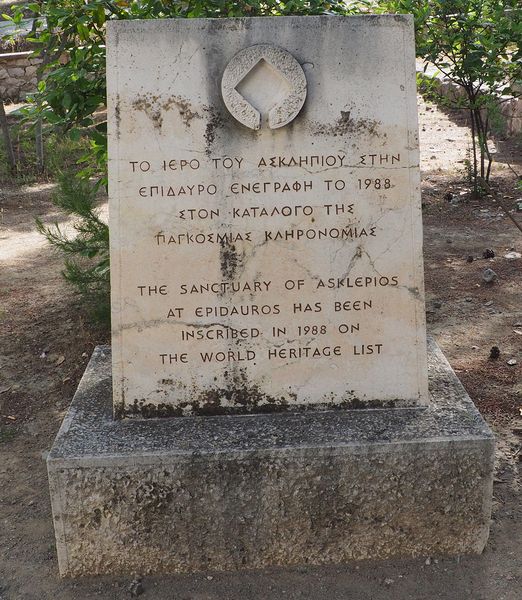 ΤΟ ΙΕΡΟ ΤΟΥ ΑΣΚΛΗΠΙΟΥ ΣΤΗΝ
ΕΠΙΔΑΥΡΟ ΕΝΕΓΡΑΦΗ ΤΟ 1988
ΣΤΟΝ ΚΑΤΑΛΟΓΟ ΤΗΣ
ΠΑΓΚΟΣΜΙΑΣ ΚΛΗΡΟΝΟΜΙΑΣ
THE SANCTUARY OF ASKLEPIOS
AT EPIDAUROS HAS BEEN
INSCRIBED IN 1988 ON
THE WORLD HERITAGE LIST